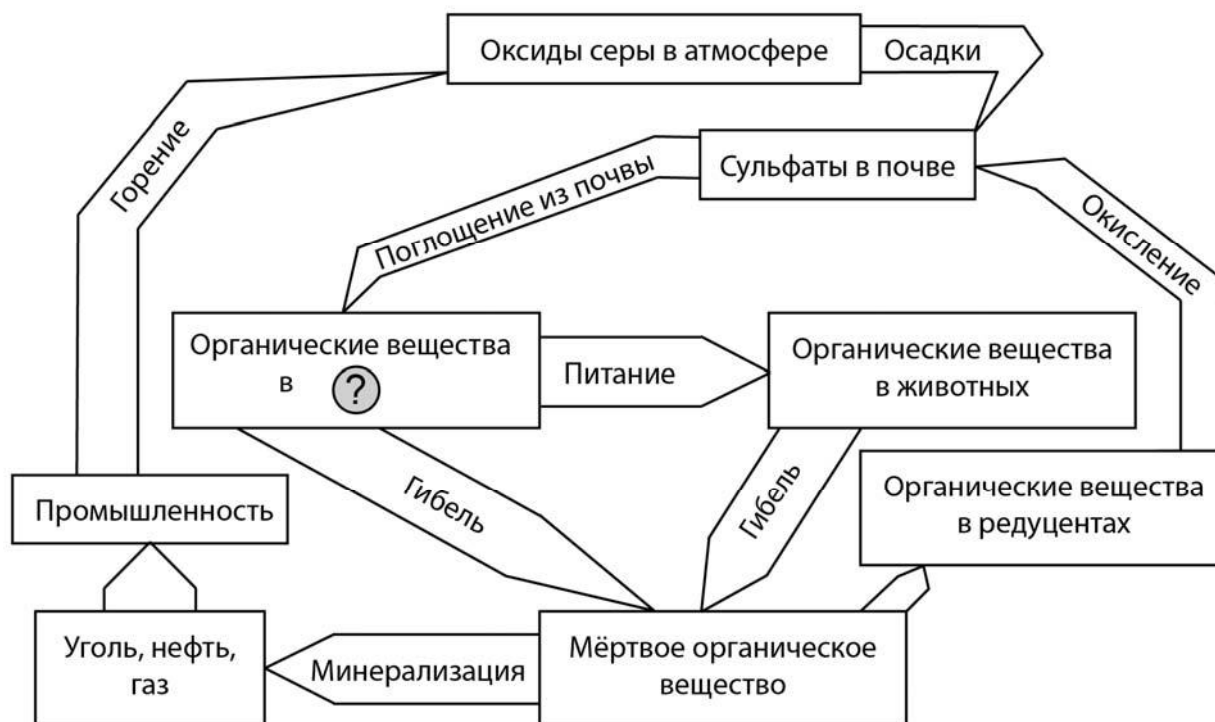 Оксиды серы в атмосфере
Осадки
Горение
Сульфаты в почве
Поглощение из почвы
Окисление
Органические вещества
в ?
Питание
Органические вещества
в животных
Гибель
Гибель
Органические вещества
в редуцентах
Промышленность
Уголь, нефть,
газ
Минерализация
Мёртвое органическое
вещество